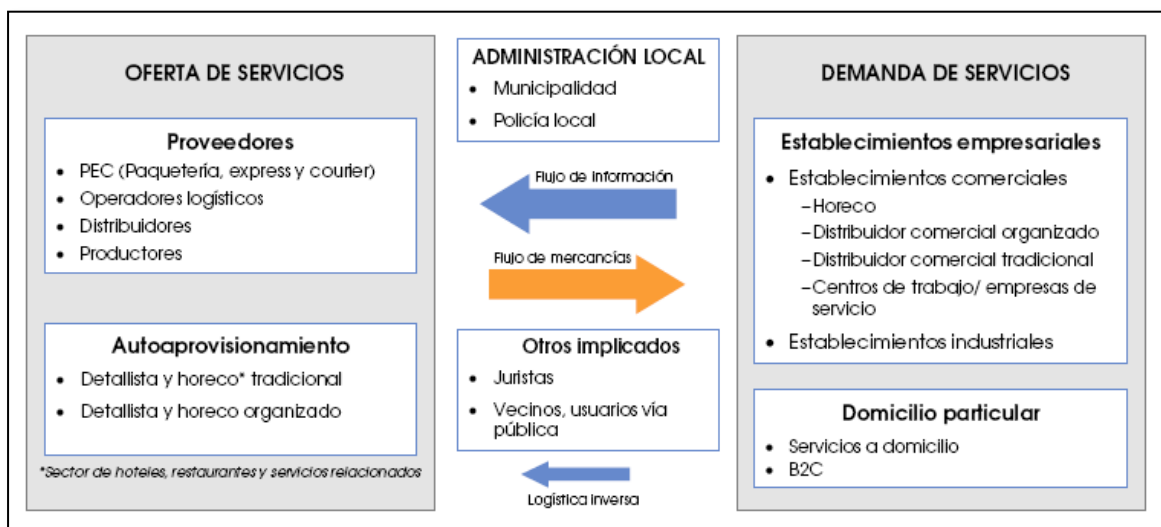 OFERTA DE SERVICIOS
Proveedores
• PEC (Paquetería, express y courier)
• Operadores logísticos
• Distribuidores
• Productores
Autoaprovisionamiento
• Detallista y horeco* tradicional
• Detallista y horeco organizado
*Sector de hoteles, restaurantes y servicios relacionados
ADMINISTRACIÓN LOCAL
• Municipalidad
• Policía local
Flujo de información
Flujo de mercancías
Otros implicados
• Juristas
• Vecinos, usuarios vía
pública
Logística inversa
DEMANDA DE SERVICIOS
Establecimientos empresariales
• Establecimientos comerciales
–Horeco
–Distribuidor comercial organizado
–Distribuidor comercial tradicional
–Centros de trabajo/ empresas de
servicio
• Establecimientos industriales
Domicilio particular
• Servicios a domicilio
• B2C